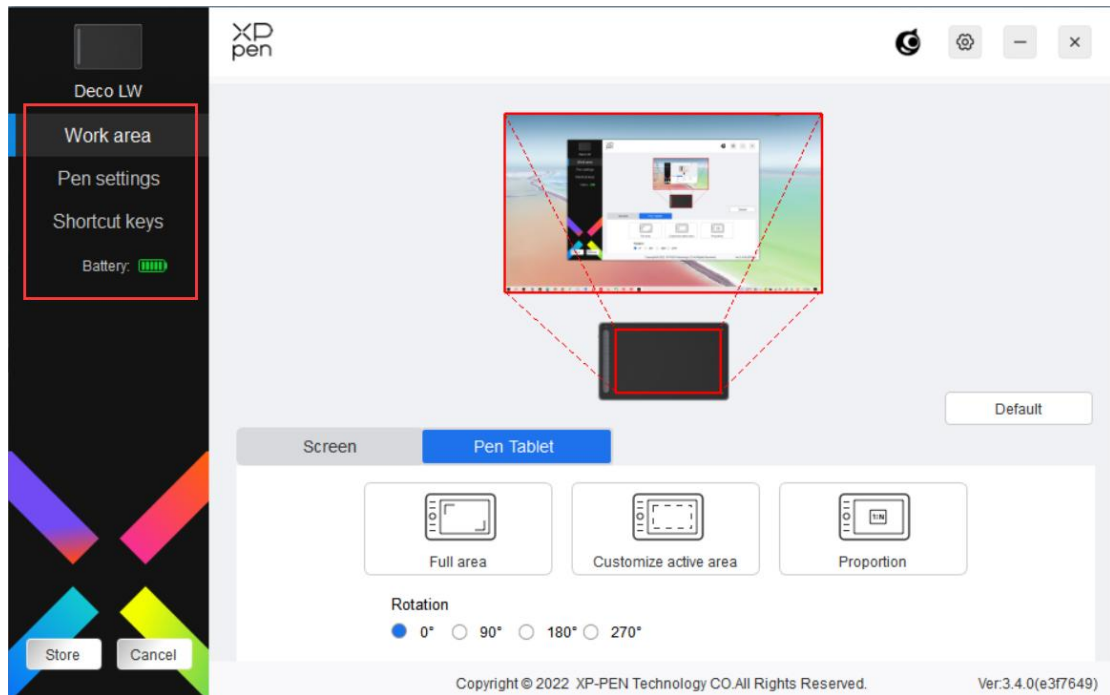 XP
pen
Deco LW
Work area
Pen settings
Shortcut keys
Battery:
Default
Screen
Pen Tablet
1:N
Full area
Customize active area
Proportion
Rotation
0°
90°
180°
270°
Store
Cancel
Copyright © 2022 XP-PEN Technology CO.All Rights Reserved.
Ver:3.4.0(e3f7649)